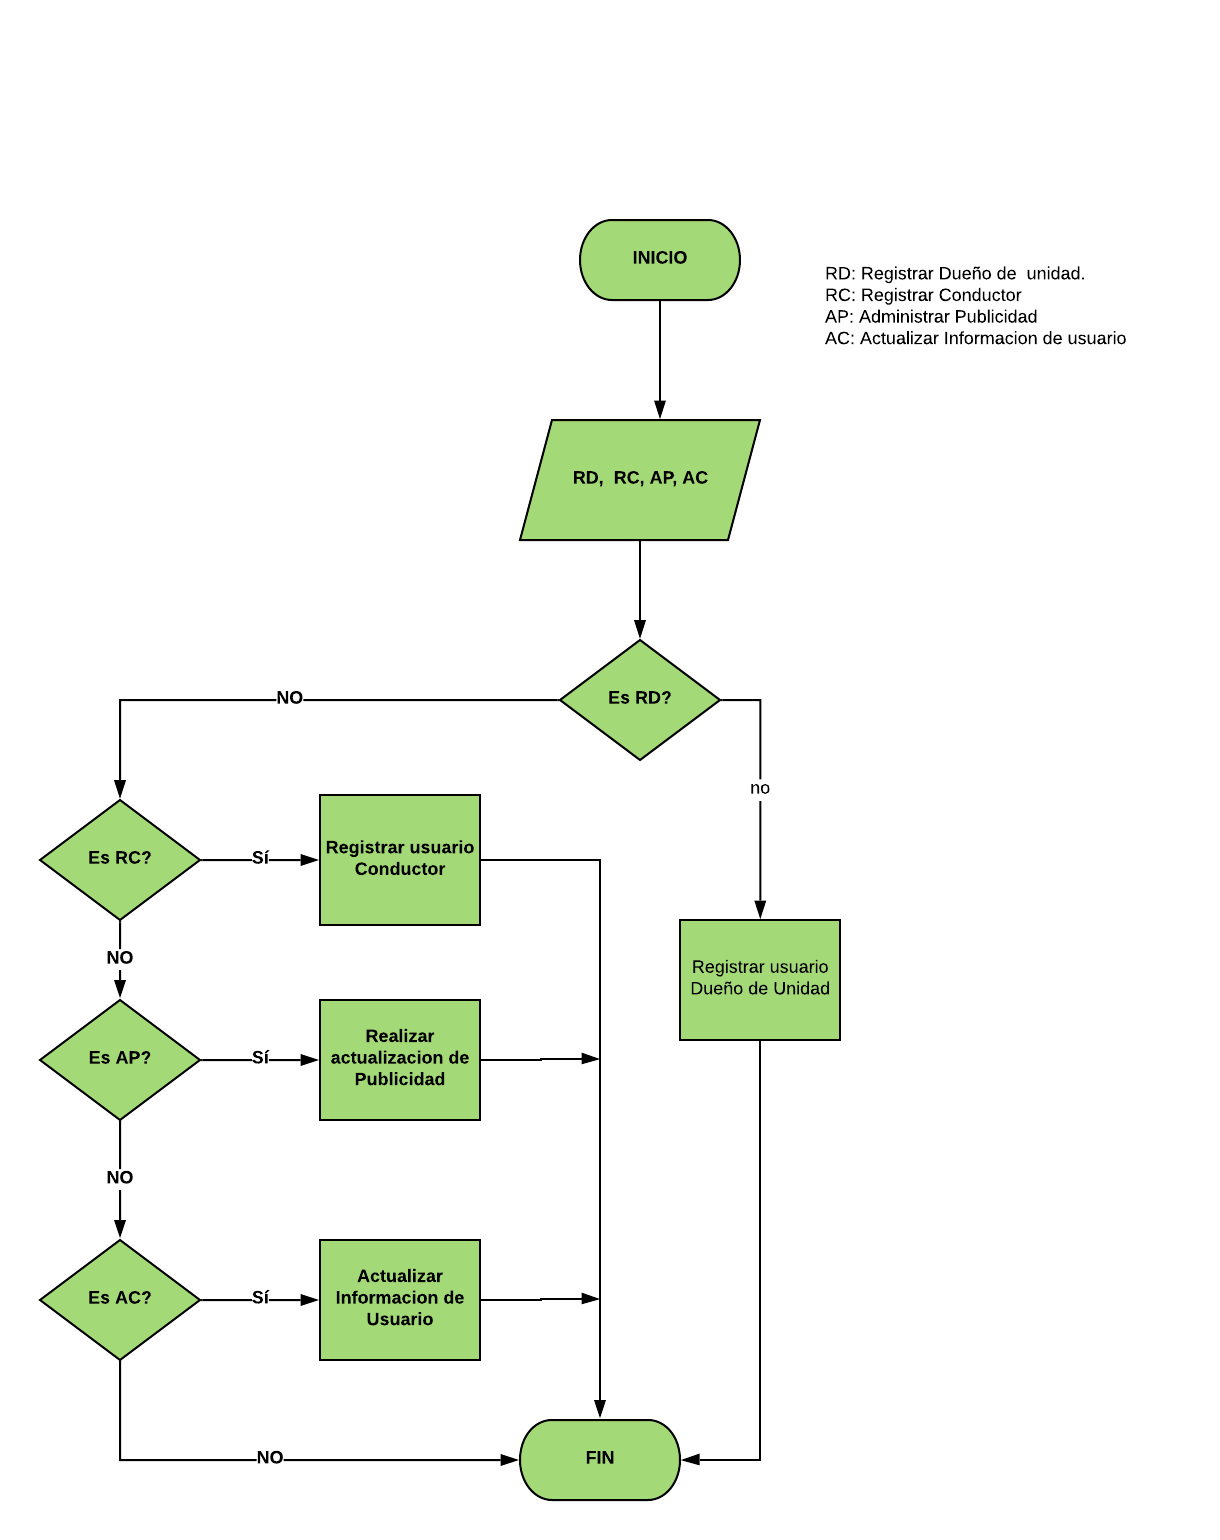 INICIO
RD: Registrar Dueño de  unidad.
RC: Registrar Conductor
AP: Administrar Publicidad
AC: Actualizar Informacion de usuario
RD,  RC, AP, AC
Es RD?
NO
no
Es RC?
Sí
Registrar usuario
Conductor
NO
Registrar usuario
Dueño de Unidad
Es AP?
Sí
Realizar
actualizacion de
Publicidad
NO
Es AC?
Sí
Actualizar
Informacion de
Usuario
NO
FIN